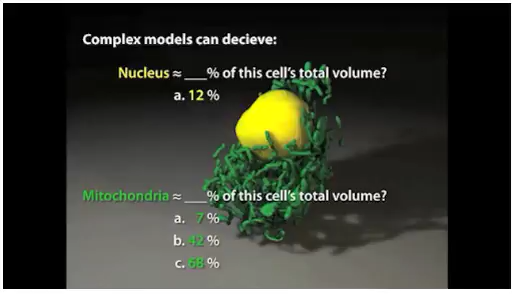 Complex models can decieve:
Nucleus ≈ ___% of this cell's total volume?
a. 12 %
Mitochondria ≈ ___% of this cell's total volume?
a. 7 %
b. 42 %
c. 68 %